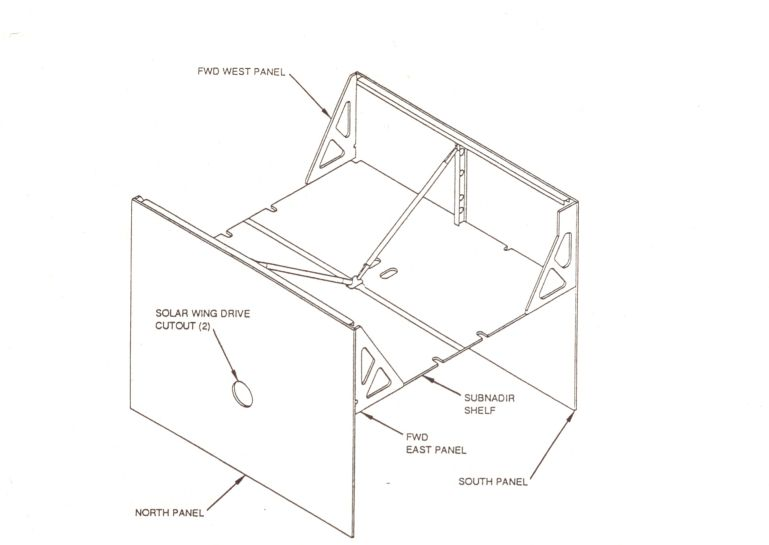 FWD WEST PANEL
SOLAR WING DRIVE
CUTOUT (2)
SUBNADIR
SHELF
FWD
EAST PANEL
SOUTH PANEL
NORTH PANEL